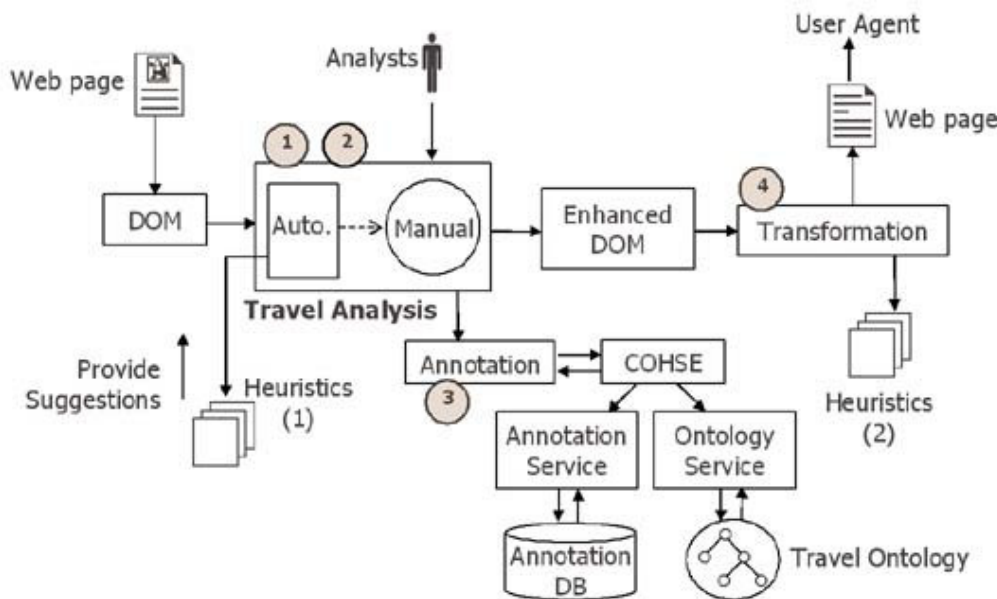 User Agent
Web page
Analysts
Web page
1
2
4
DOM
Auto.
Manual
Enhanced
DOM
Transformation
Travel Analysis
Provide
Suggestions
Heuristics
(1)
Annotation
COHSE
3
Heuristics
(2)
Annotation
Service
Ontology
Service
Annotation
DB
Travel Ontology